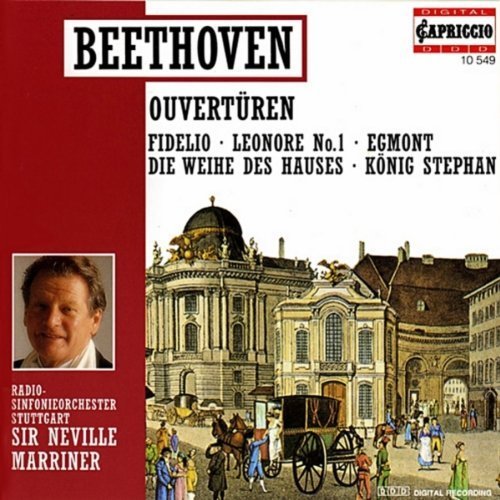 BEETHOVEN
DIGITAL
CAPRICCIO
DDD
10 549
OUVERTÜREN
FIDELIO · LEONORE No.1 · EGMONT
DIE WEIHE DES HAUSES · KÖNIG STEPHAN
RADIO-
SINFONIEORCHESTER
STUTTGART
SIR NEVILLE
MARRINER
DDD DIGITAL RECORDING